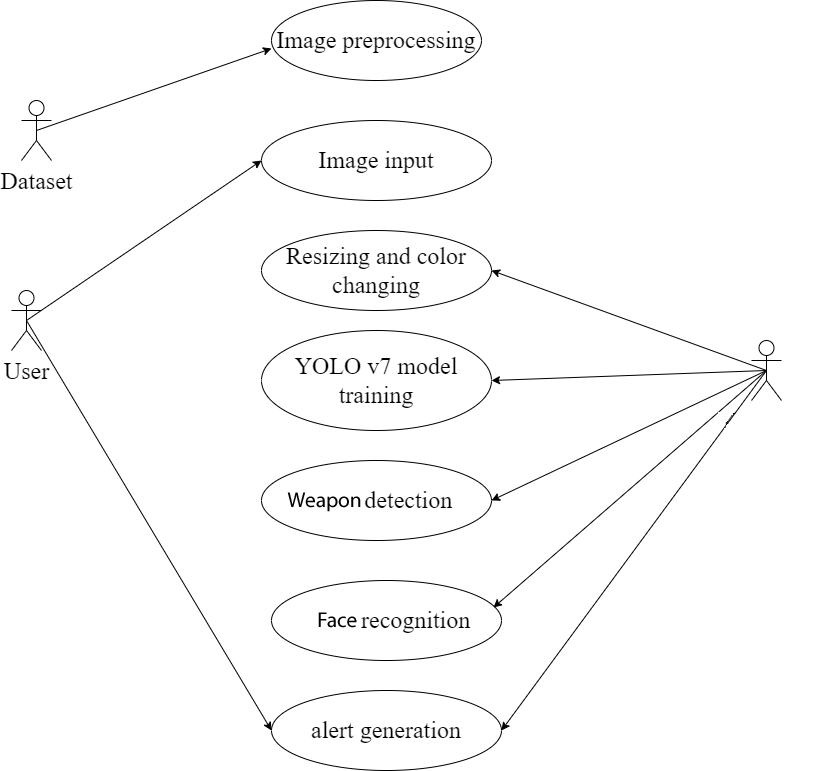 Image preprocessing
Dataset
Image input
Resizing and color
changing
User
YOLO v7 model
training
Weapon detection
Face recognition
alert generation